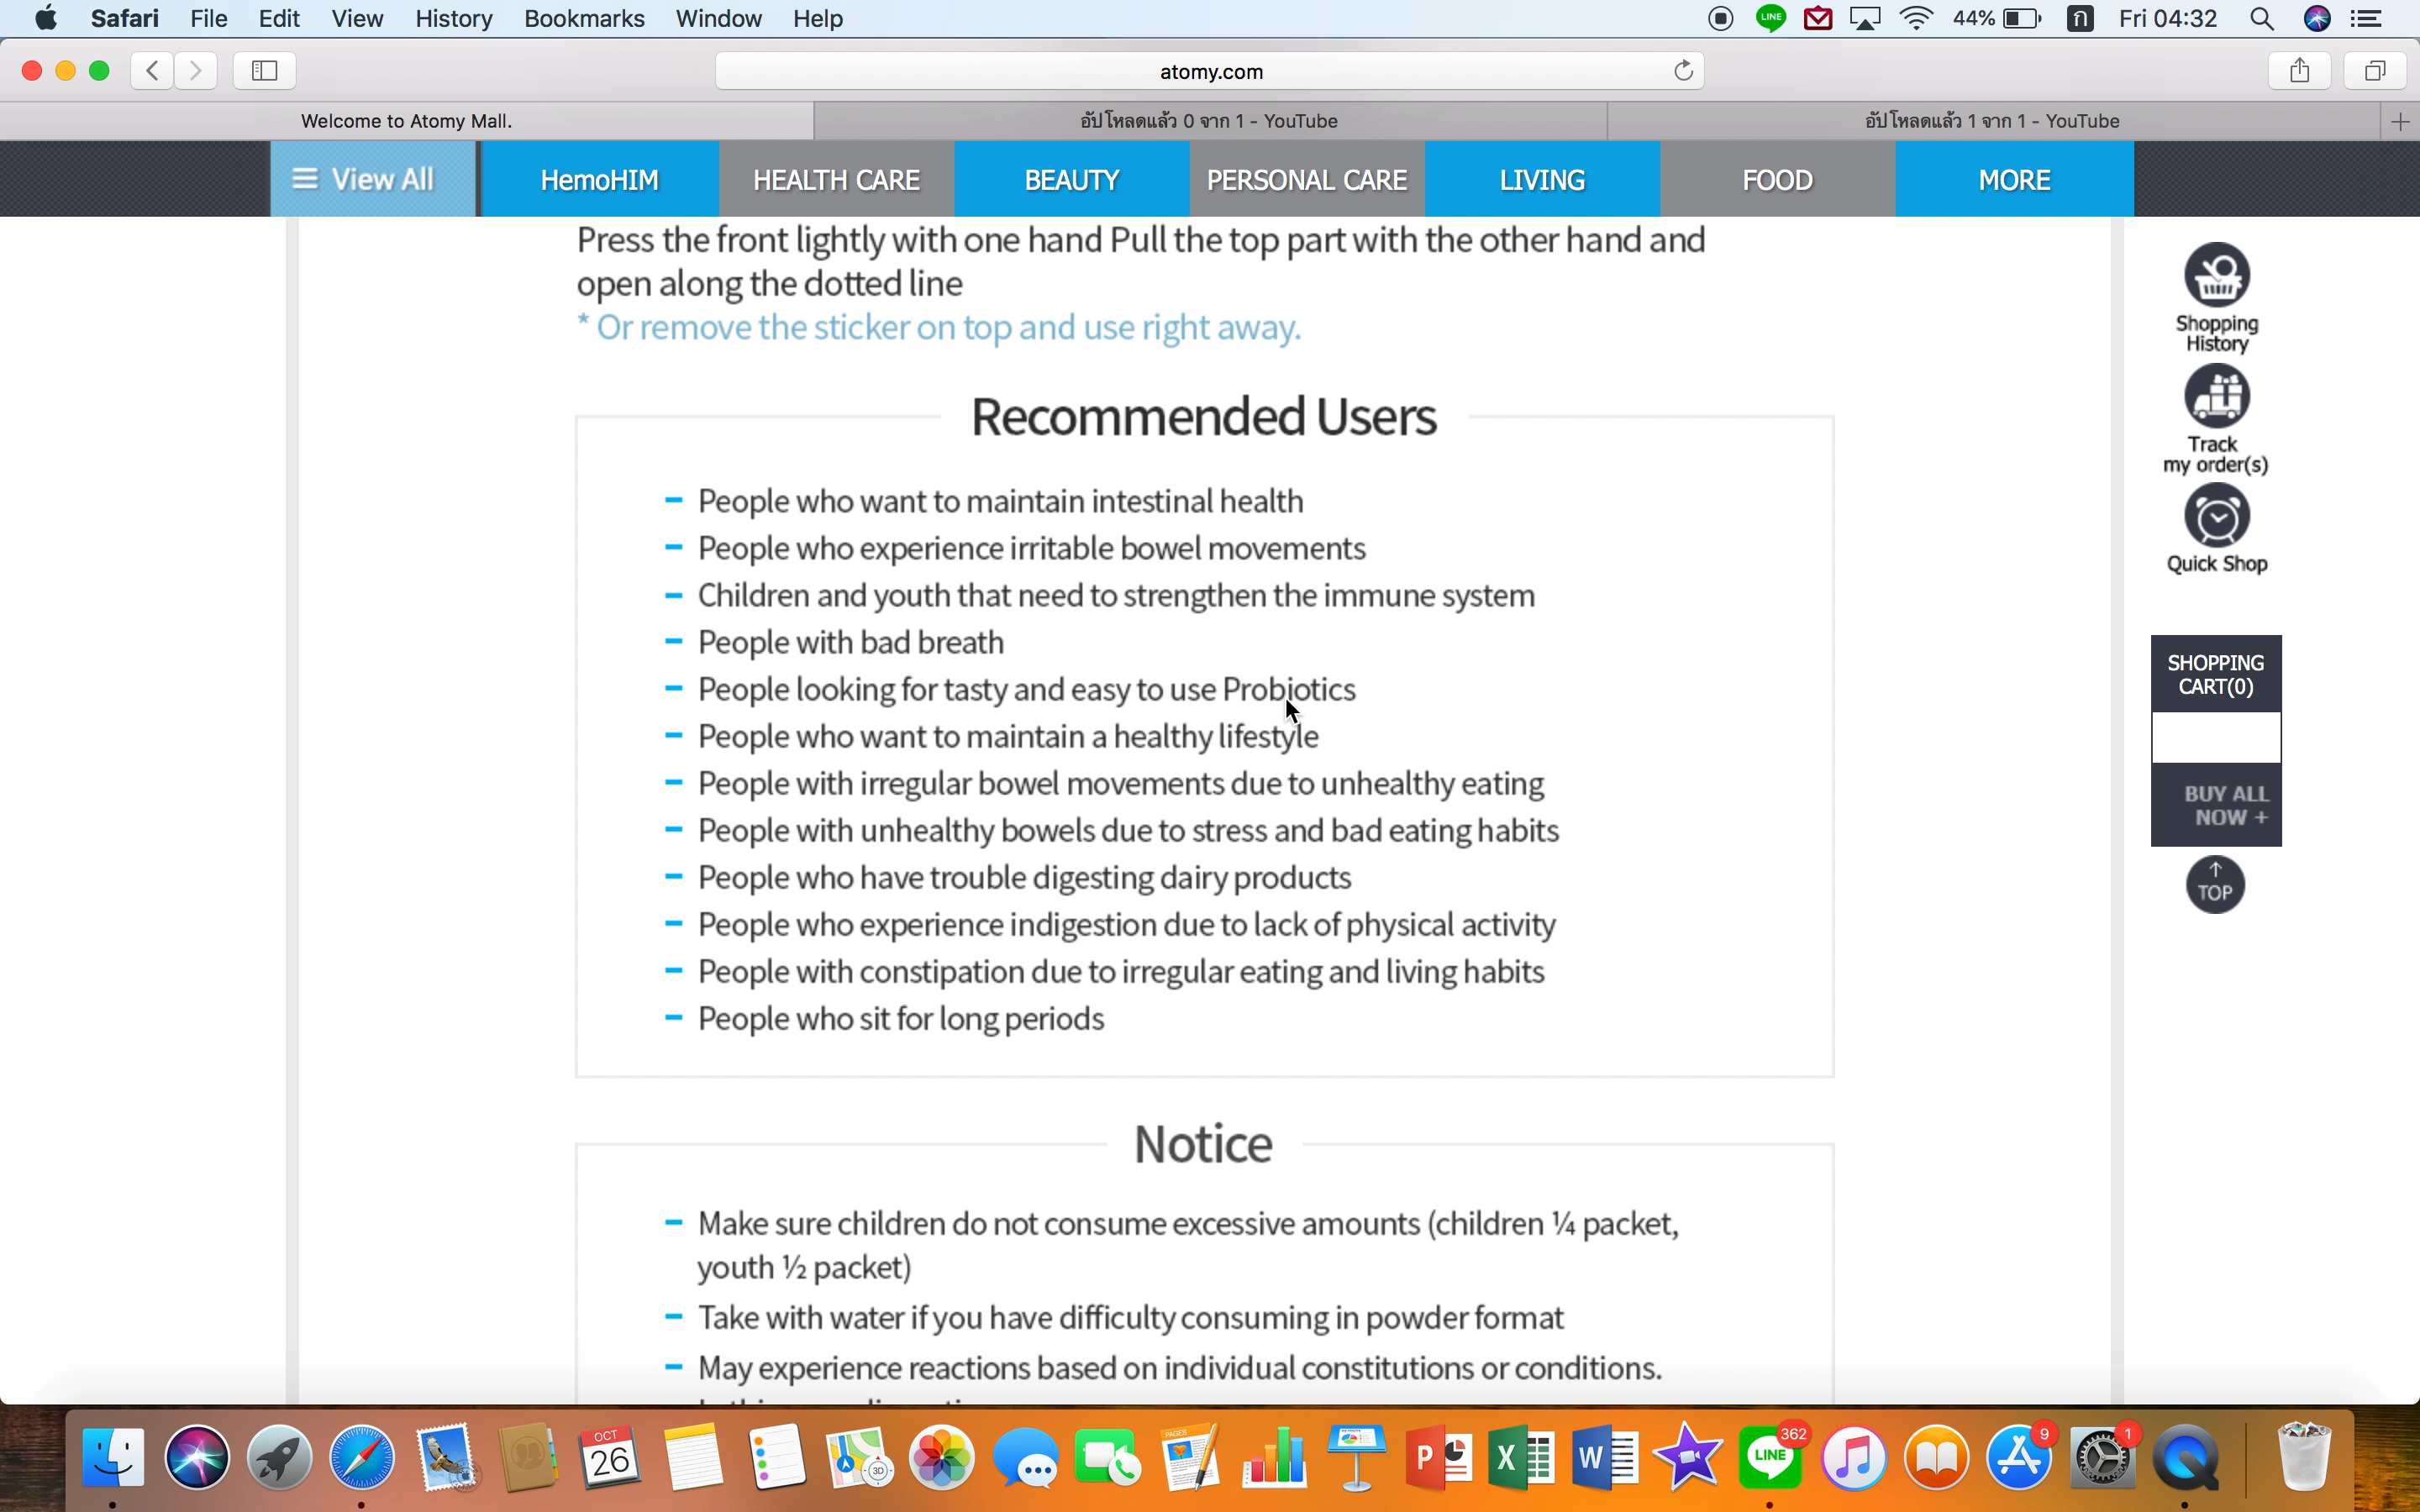 Safari File Edit View History Bookmarks Window Help
LINE 44% ก Fri 04:32
atomy.com
Welcome to Atomy Mall. อัปโหลดแล้ว 0 จาก 1 - YouTube อัปโหลดแล้ว 1 จาก 1 - YouTube
View All HemoHIM HEALTH CARE BEAUTY PERSONAL CARE LIVING FOOD MORE
Press the front lightly with one hand Pull the top part with the other hand and
open along the dotted line
* Or remove the sticker on top and use right away.
Recommended Users
- People who want to maintain intestinal health
- People who experience irritable bowel movements
- Children and youth that need to strengthen the immune system
- People with bad breath
- People looking for tasty and easy to use Probiotics
- People who want to maintain a healthy lifestyle
- People with irregular bowel movements due to unhealthy eating
- People with unhealthy bowels due to stress and bad eating habits
- People who have trouble digesting dairy products
- People who experience indigestion due to lack of physical activity
- People with constipation due to irregular eating and living habits
- People who sit for long periods
Notice
- Make sure children do not consume excessive amounts (children ¼ packet,
youth ½ packet)
- Take with water if you have difficulty consuming in powder format
- May experience reactions based on individual constitutions or conditions.
Shopping
History
Track
my order(s)
Quick Shop
SHOPPING
CART(0)
BUY ALL
NOW +
TOP
OCT
26
3D
PAGES
P
X
W
LINE
362
9
1